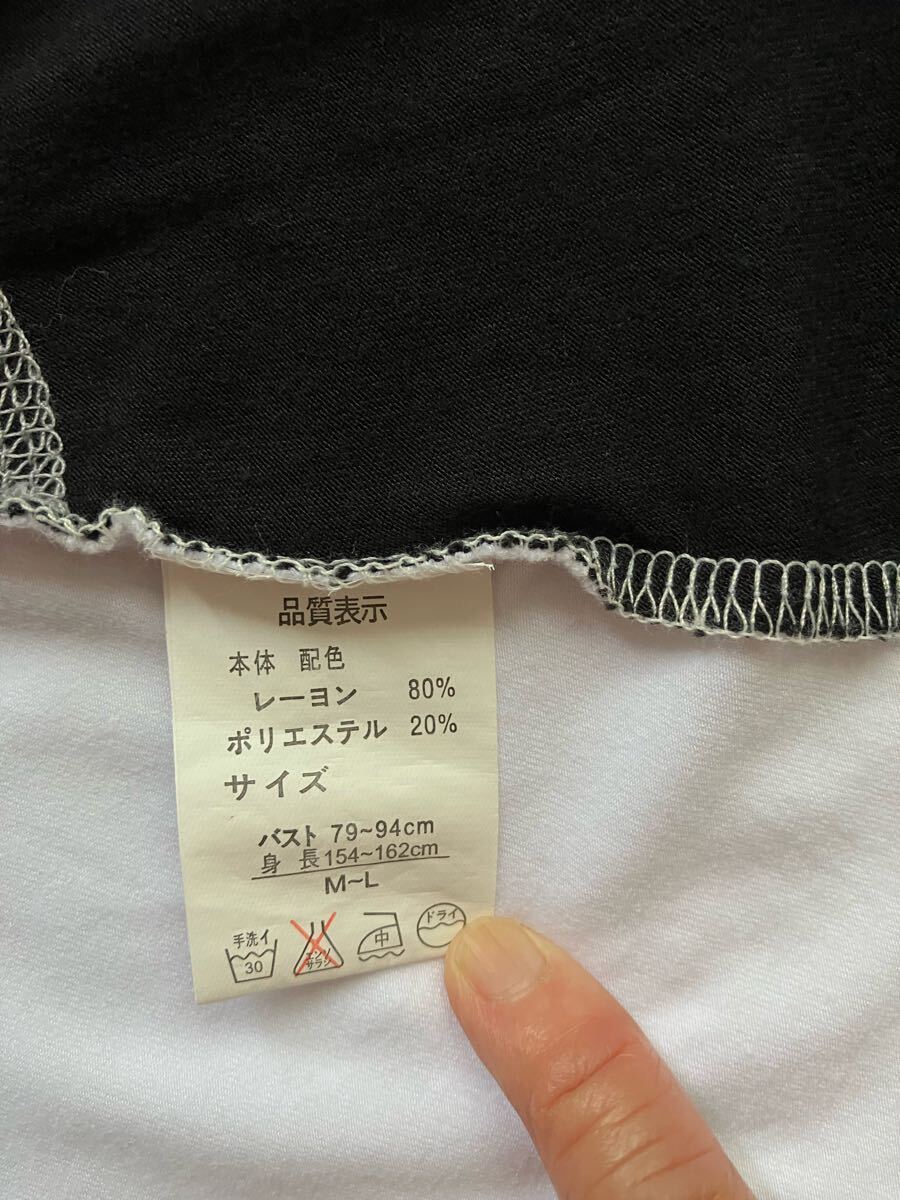 品質表示
本体 配色
レーヨン 80%
ポリエステル 20%
サイズ
バスト 79~94cm
身 長 154~162cm
M~L
手洗イ
30
エンソ
サラシ
中
ドライ